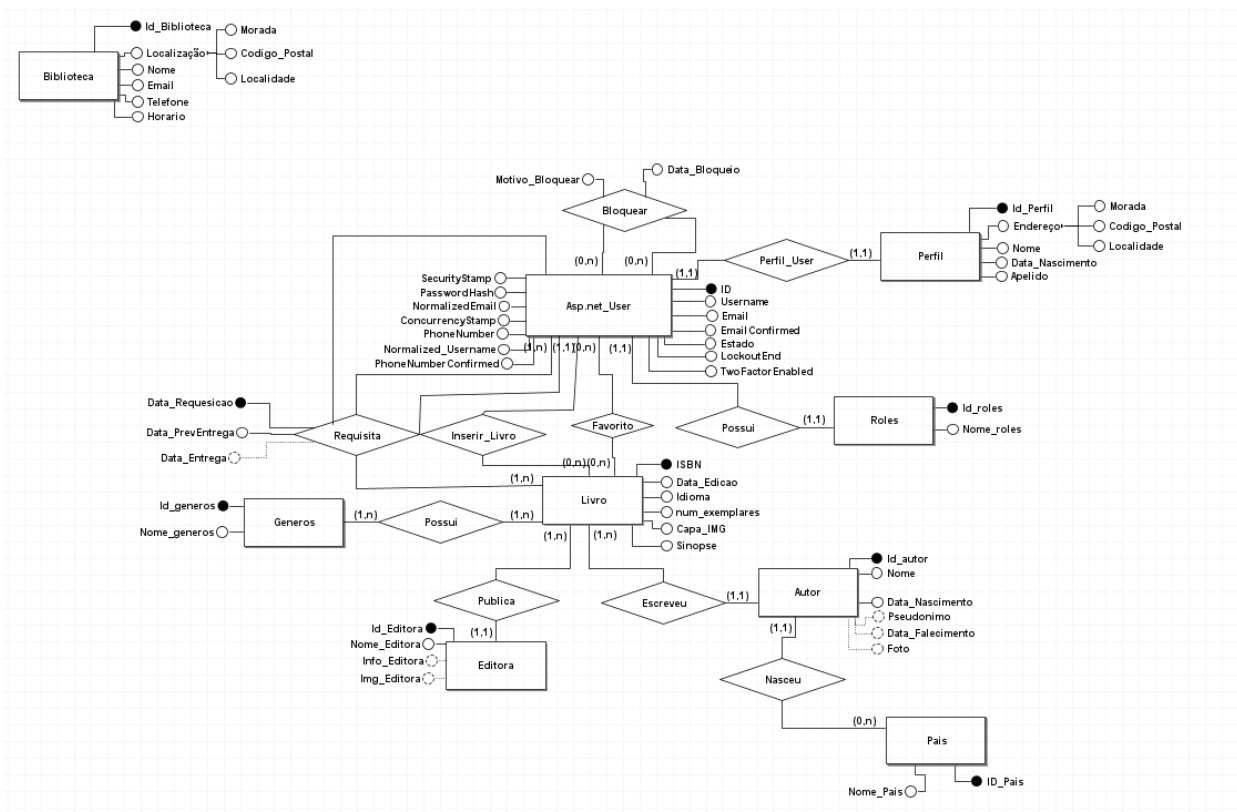 Id_Biblioteca
Morada
Localização
Codigo_Postal
Biblioteca
Nome
Localidade
Email
Telefone
Horario
Motivo_Bloquear
Data_Bloqueio
Bloquear
(0,n)
(0,n)
Id_Perfil
Morada
Endereço
Codigo_Postal
Perfil_User
(1,1)
(1,1)
Perfil
Nome
Localidade
Data_Nascimento
Apelido
SecurityStamp
PasswordHash
NormalizedEmail
ConcurrencyStamp
PhoneNumber
Normalized_Username
PhoneNumberConfirmed
Asp.net_User
ID
Username
Email
EmailConfirmed
Estado
LockoutEnd
TwoFactorEnabled
(1,n)
(1,1)
(0,n)
(1,1)
Data_Requesicao
Data_PrevEntrega
Data_Entrega
Requisita
Inserir_Livro
Favorito
Possui
(1,1)
Roles
Id_roles
Nome_roles
(0,n)
(0,n)
(1,n)
ISBN
Data_Edicao
Idioma
num_exemplares
Capa_IMG
Sinopse
Livro
Id_generos
Nome_generos
Generos
(1,n)
Possui
(1,n)
(1,n)
(1,n)
Publica
Escreveu
(1,1)
Autor
Id_autor
Nome
Data_Nascimento
Pseudonimo
Data_Falecimento
Foto
(1,1)
Id_Editora
Nome_Editora
Info_Editora
Img_Editora
(1,1)
Editora
Nasceu
(0,n)
Pais
Nome_Pais
ID_Pais